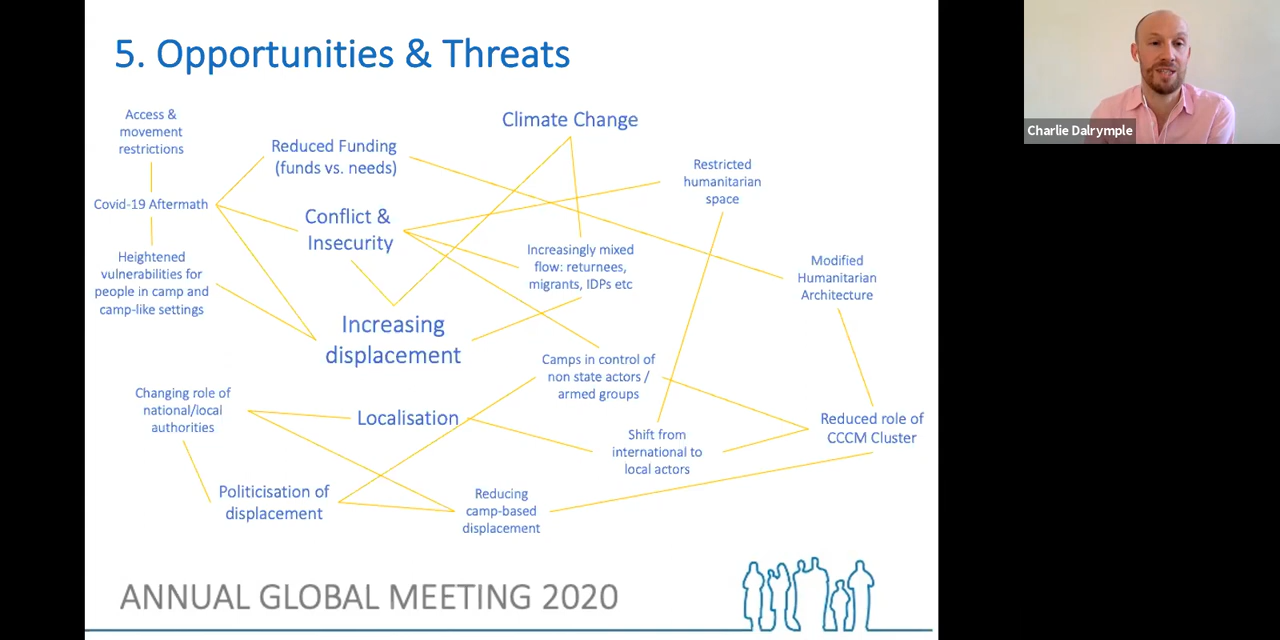 5. Opportunities & Threats
Access &
movement
restrictions
Covid-19 Aftermath
Heightened
vulnerabilities for
people in camp and
camp-like settings
Reduced Funding
(funds vs. needs)
Conflict &
Insecurity
Increasing
displacement
Climate Change
Increasingly mixed
flow: returnees,
migrants, IDPs etc
Restricted
humanitarian
space
Modified
Humanitarian
Architecture
Changing role of
national/local
authorities
Localisation
Politicisation of
displacement
Camps in control of
non state actors /
armed groups
Shift from
international to
local actors
Reducing
camp-based
displacement
Reduced role of
CCCM Cluster
ANNUAL GLOBAL MEETING 2020
Charlie Dalrymple